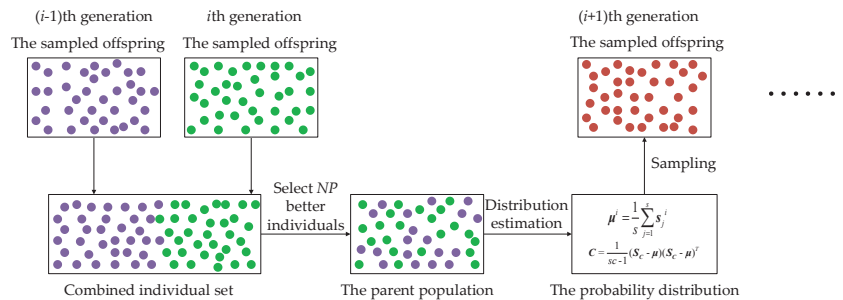 (i-1)th generation
The sampled offspring
ith generation
The sampled offspring
(i+1)th generation
The sampled offspring
......
Sampling
Select NP
better
individuals
Distribution
estimation
μ^i = 1/s ∑_{j=1}^{s} s_j^i
C = 1/(sc-1) (S_c - μ)(S_c - μ)^T
Combined individual set
The parent population
The probability distribution